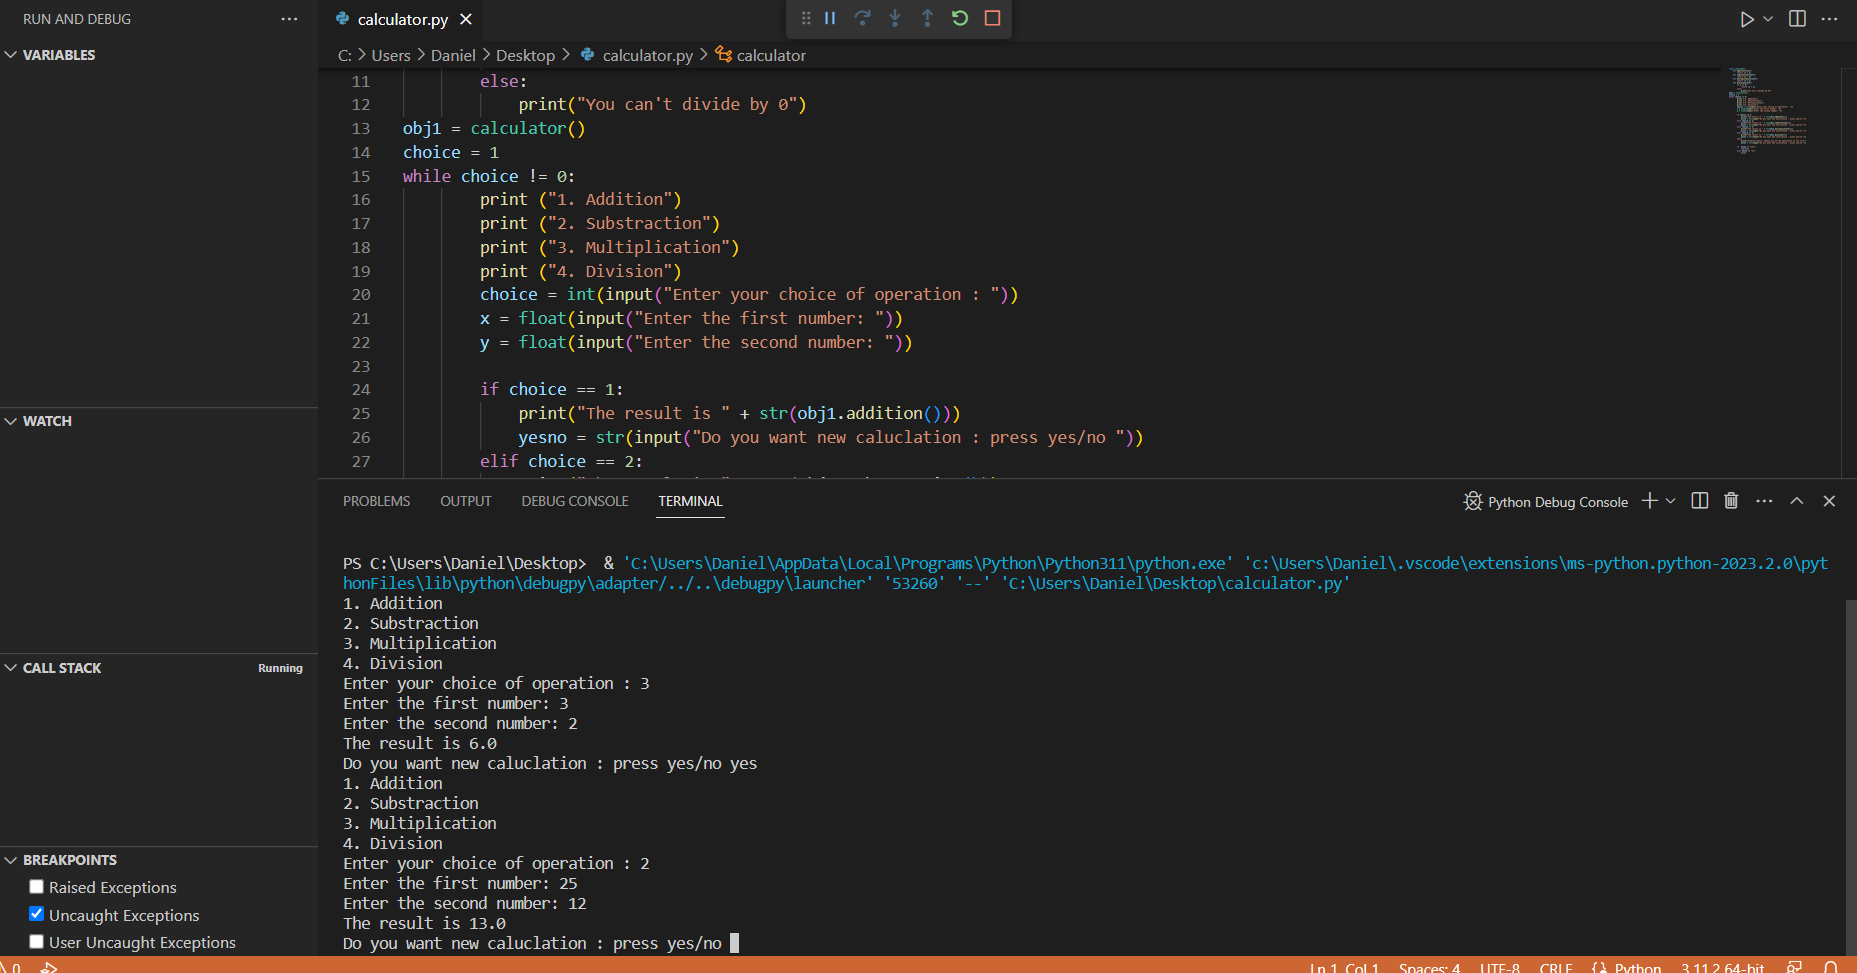 RUN AND DEBUG
calculator.py
VARIABLES
C: > Users > Daniel > Desktop > calculator.py > calculator
11 else:
12 print("You can't divide by 0")
13 obj1 = calculator()
14 choice = 1
15 while choice != 0:
16 print ("1. Addition")
17 print ("2. Substraction")
18 print ("3. Multiplication")
19 print ("4. Division")
20 choice = int(input("Enter your choice of operation : "))
21 x = float(input("Enter the first number: "))
22 y = float(input("Enter the second number: "))
23
24 if choice == 1:
25 print("The result is " + str(obj1.addition()))
26 yesno = str(input("Do you want new caluclation : press yes/no "))
27 elif choice == 2:
WATCH
PROBLEMS OUTPUT DEBUG CONSOLE TERMINAL
Python Debug Console
PS C:\Users\Daniel\Desktop> & 'C:\Users\Daniel\AppData\Local\Programs\Python\Python311\python.exe' 'c:\Users\Daniel\.vscode\extensions\ms-python.python-2023.2.0\pyt
honFiles\lib\python\debugpy\adapter/../..\debugpy\launcher' '53260' '--' 'C:\Users\Daniel\Desktop\calculator.py'
1. Addition
2. Substraction
3. Multiplication
4. Division
Enter your choice of operation : 3
Enter the first number: 3
Enter the second number: 2
The result is 6.0
Do you want new caluclation : press yes/no yes
1. Addition
2. Substraction
3. Multiplication
4. Division
Enter your choice of operation : 2
Enter the first number: 25
Enter the second number: 12
The result is 13.0
Do you want new caluclation : press yes/no
CALL STACK
Running
BREAKPOINTS
Raised Exceptions
Uncaught Exceptions
User Uncaught Exceptions
0
Ln 1, Col 1 Spaces: 4 UTF-8 CRLF Python 3.11.2 64-bit